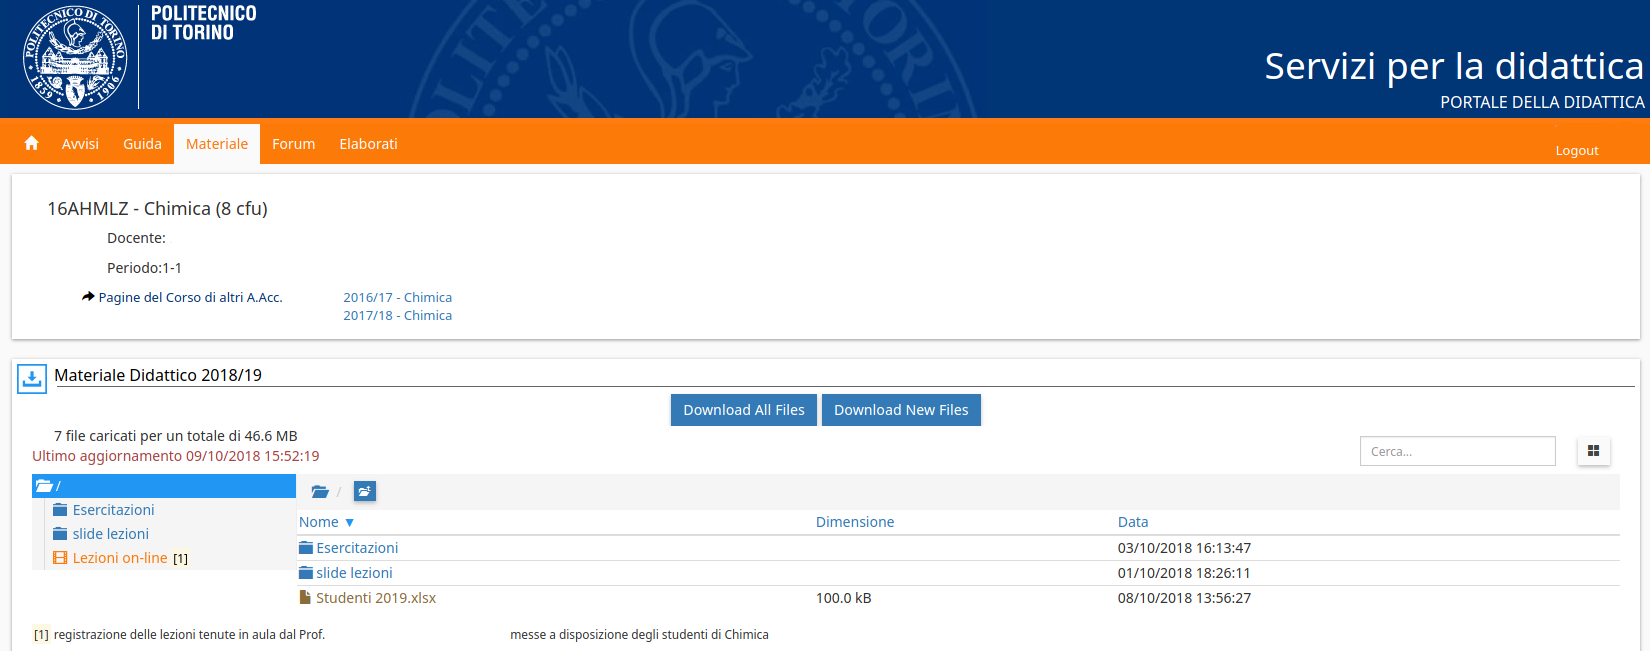 POLITECNICO
DI TORINO
POLITECNICO DI TORINO
1859 1906
Servizi per la didattica
PORTALE DELLA DIDATTICA
Avvisi Guida Materiale Forum Elaborati Logout
16AHMLZ - Chimica (8 cfu)
Docente:
Periodo:1-1
Pagine del Corso di altri A.Acc. 2016/17 - Chimica
2017/18 - Chimica
Materiale Didattico 2018/19
Download All Files Download New Files
7 file caricati per un totale di 46.6 MB
Ultimo aggiornamento 09/10/2018 15:52:19
Cerca...
/
Esercitazioni
slide lezioni
Lezioni on-line [1]
/
Nome ▼ Dimensione Data
Esercitazioni 03/10/2018 16:13:47
slide lezioni 01/10/2018 18:26:11
Studenti 2019.xlsx 100.0 kB 08/10/2018 13:56:27
[1] registrazione delle lezioni tenute in aula dal Prof. messe a disposizione degli studenti di Chimica